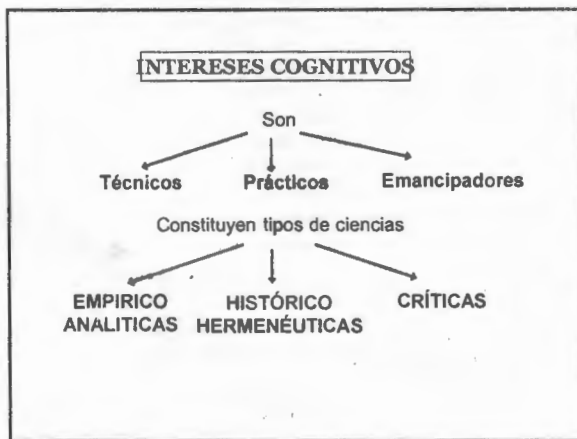 INTERESES COGNITIVOS
Son
Técnicos Prácticos Emancipadores
Constituyen tipos de ciencias
EMPIRICO HISTÓRICO CRÍTICAS
ANALITICAS HERMENÉUTICAS